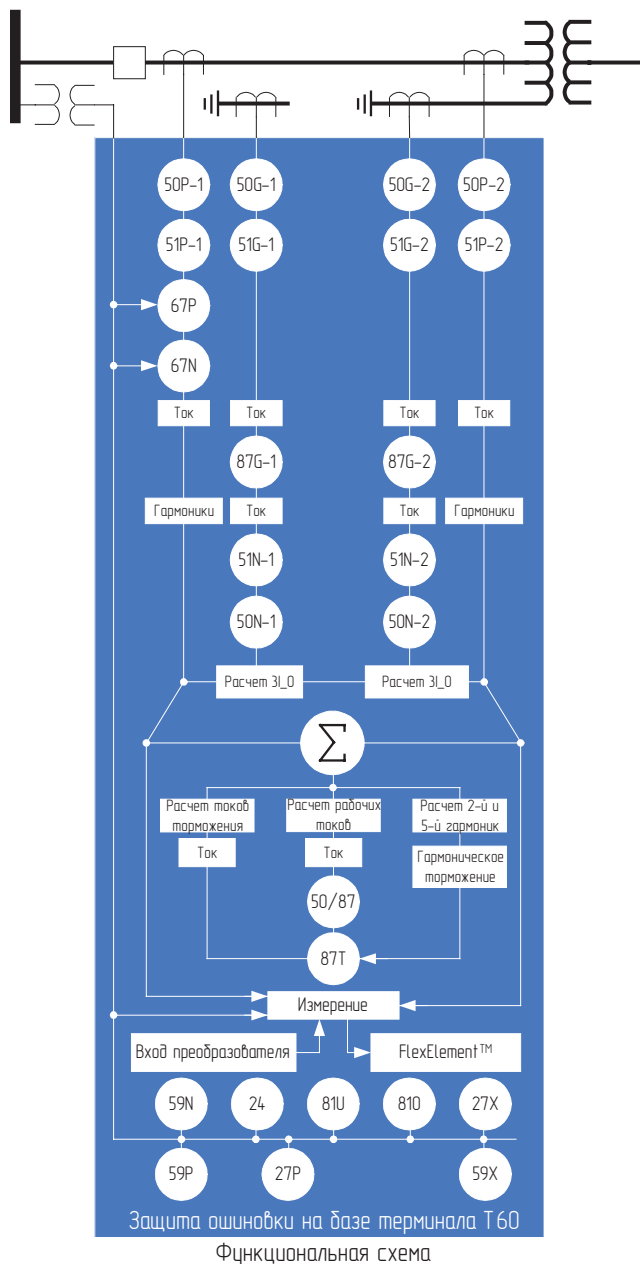 50P-1
50G-1
50G-2
50P-2
51P-1
51G-1
51G-2
51P-2
67P
67N
Ток
Ток
Ток
Ток
87G-1
87G-2
Гармоники
Ток
Ток
Гармоники
51N-1
51N-2
50N-1
50N-2
Расчет 3I_0
Расчет 3I_0
Σ
Расчет токов
торможения
Расчет рабочих
токов
Расчет 2-й и
5-й гармоник
Ток
Ток
Гармоническое
торможение
50/87
87T
Измерение
Вход преобразователя
FlexElement™
59N
24
81U
81O
27X
59P
27P
59X
Защита ошиновки на базе терминала T60
Функциональная схема